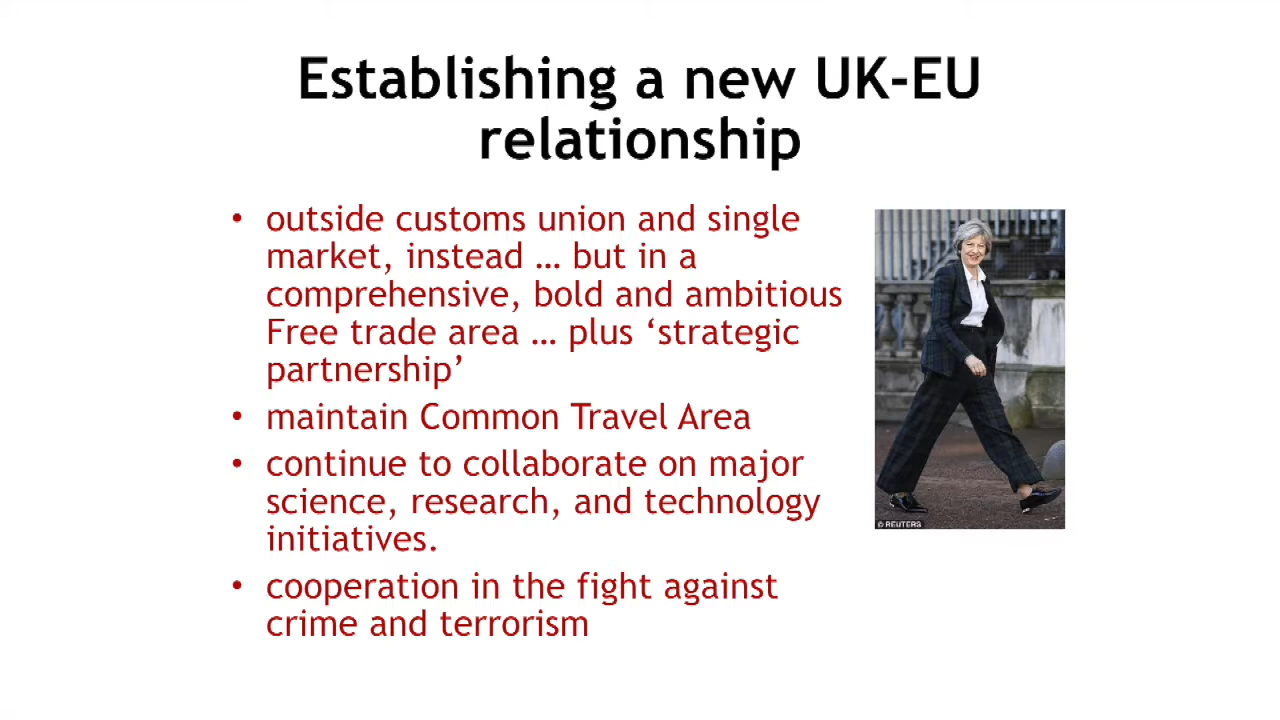 Establishing a new UK-EU
relationship
• outside customs union and single
market, instead … but in a
comprehensive, bold and ambitious
Free trade area … plus ‘strategic
partnership’
• maintain Common Travel Area
• continue to collaborate on major
science, research, and technology
initiatives.
• cooperation in the fight against
crime and terrorism
© REUTERS